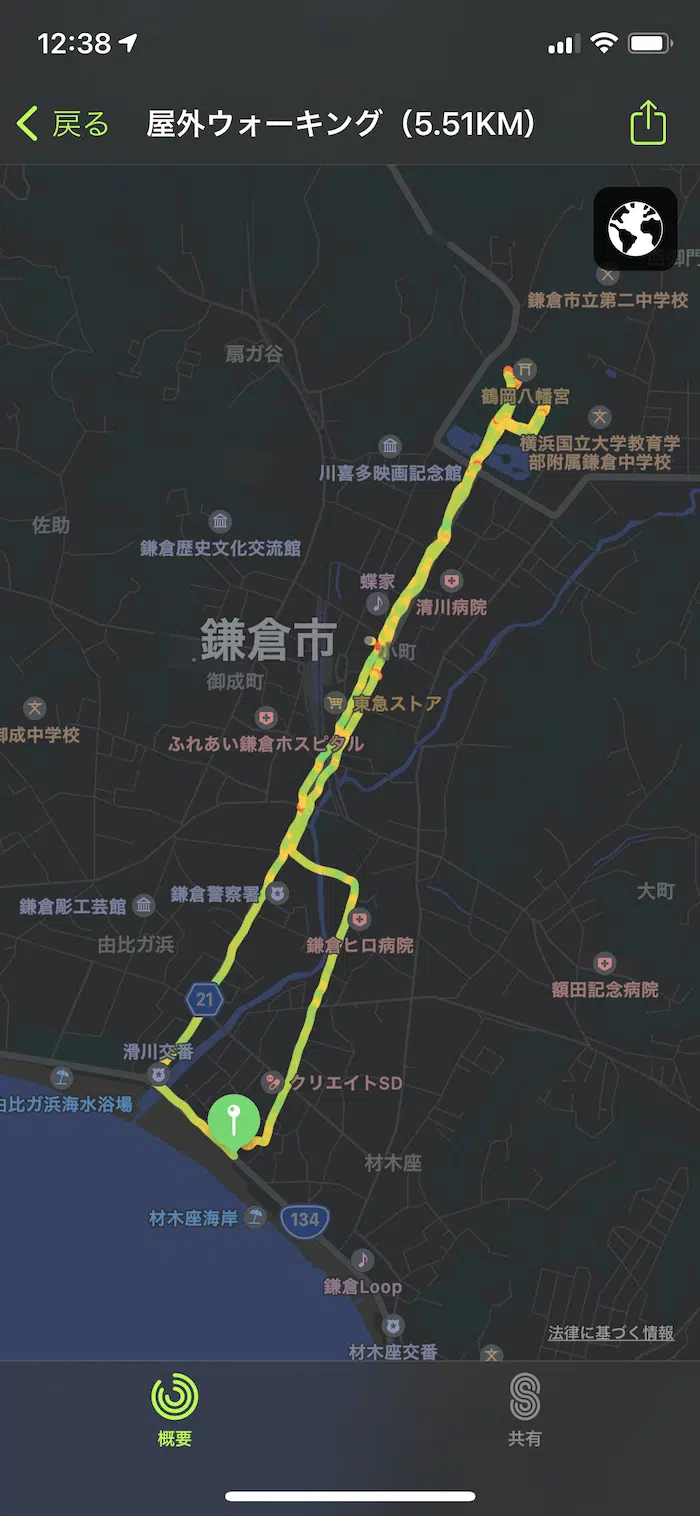 12:38
戻る
屋外ウォーキング（5.51KM）
鎌倉市立第二中学校
扇ガ谷
鶴岡八幡宮
横浜国立大学教育学
部附属鎌倉中学校
川喜多映画記念館
佐助
鎌倉歴史文化交流館
蝶家
清川病院
鎌倉市
小町
御成町
東急ストア
御成中学校
ふれあい鎌倉ホスピタル
鎌倉警察署
大町
鎌倉彫工芸館
由比ガ浜
鎌倉ヒロ病院
額田記念病院
21
滑川交番
クリエイトSD
由比ガ浜海水浴場
材木座
材木座海岸
134
鎌倉Loop
法律に基づく情報
材木座交番
概要
共有